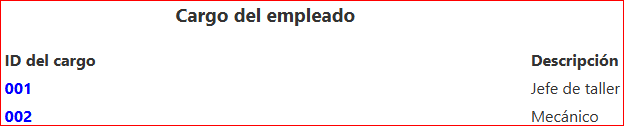 Cargo del empleado
ID del cargo Descripción
001 Jefe de taller
002 Mecánico